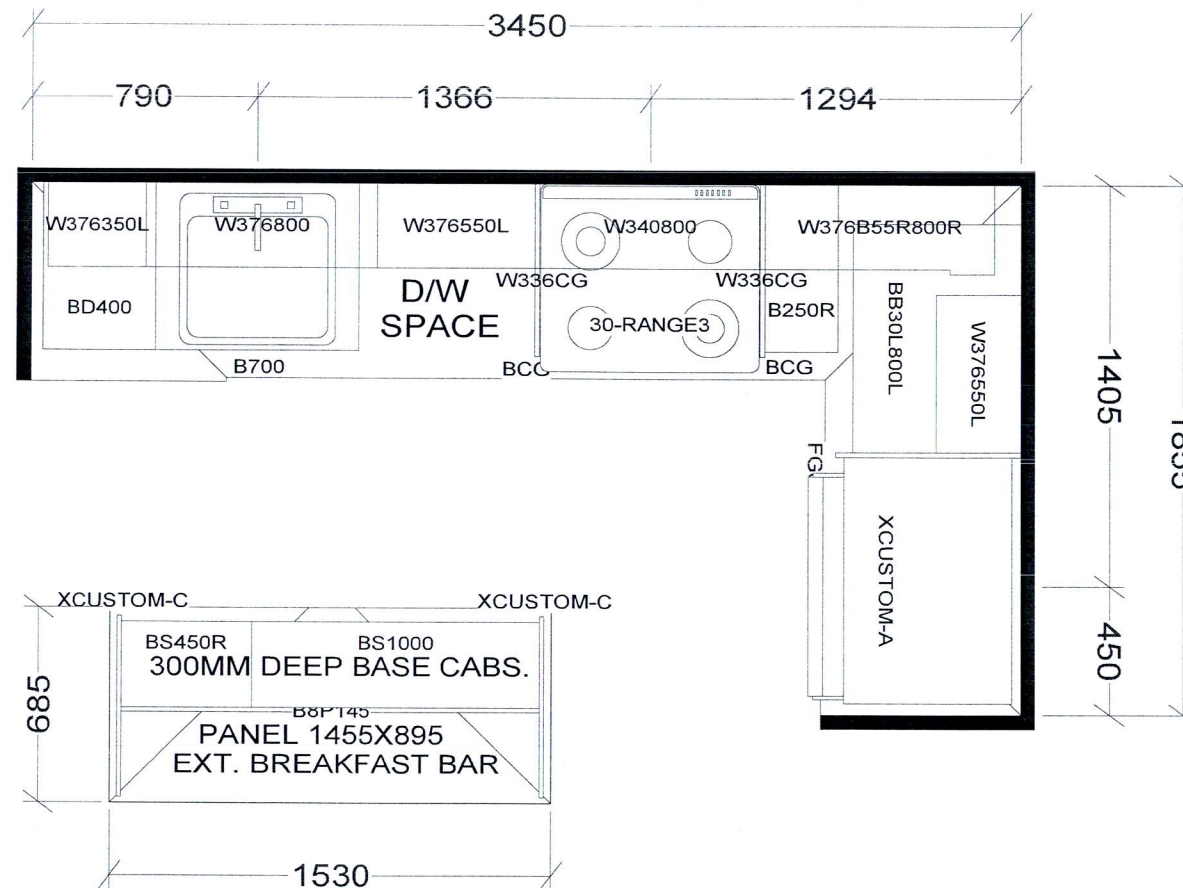 3450
790
1366
1294
W376350L
W376800
W376550L
W340800
W376B55R800R
W336CG
W336CG
BD400
D/W
SPACE
30-RANGE3
B250R
B700
BCG
BCG
BB30L800L
W376550L
1405
1855
FG
XCUSTOM-A
450
XCUSTOM-C
XCUSTOM-C
BS450R
BS1000
300MM DEEP BASE CABS.
685
B8P145
PANEL 1455X895
EXT. BREAKFAST BAR
1530